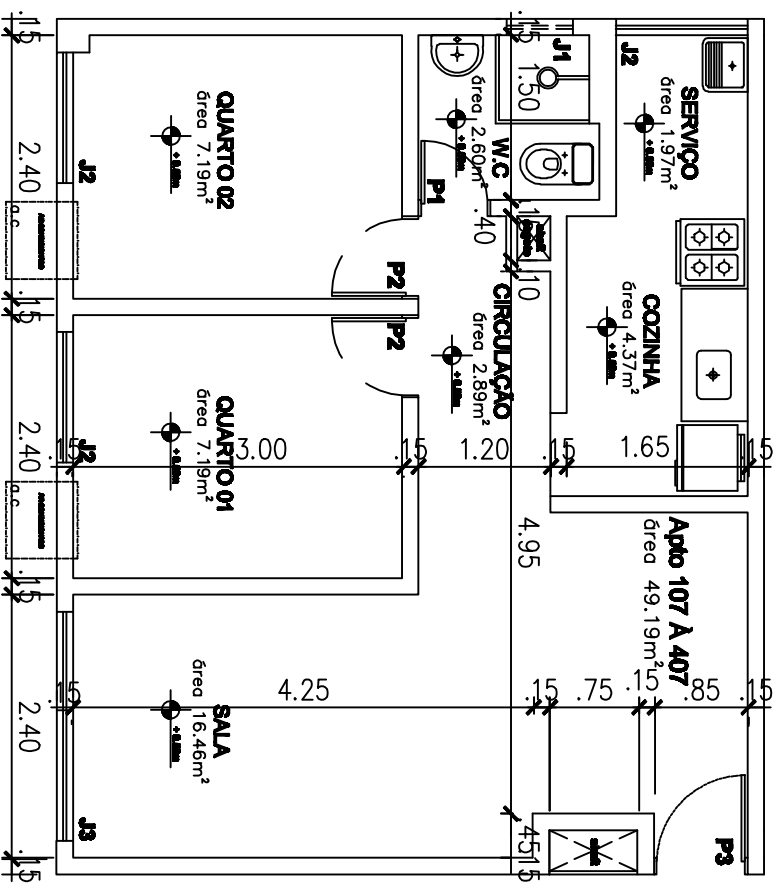 SERVIÇO
área 1.97m²
J2
J1
W.C
área 2.60m²
P1
QUARTO 02
área 7.19m²
J2
a.c
P2
P2
CIRCULAÇÃO
área 2.89m²
COZINHA
área 4.37m²
QUARTO 01
área 7.19m²
J2
a.c
Apto 107 À 407
área 49.19m²
SALA
área 16.46m²
J3
P3
shaft
.15
2.40
.15
2.40
.15
2.40
.15
.15
1.50
.40
.10
4.95
.45
.15
.15
3.00
.15
1.20
.15
1.65
.15
.15
4.25
.15
.75
.15
.85
.15